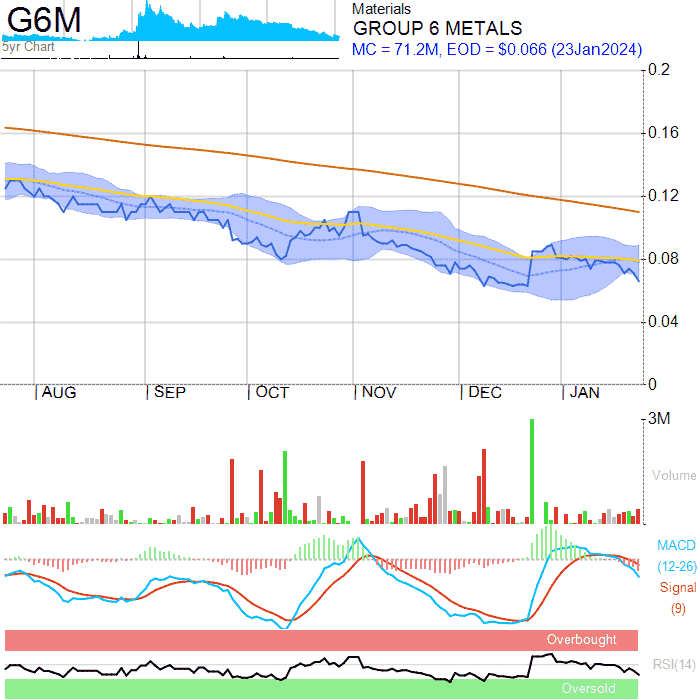 G6M
5yr Chart
Materials
GROUP 6 METALS
MC = 71.2M, EOD = $0.066 (23Jan2024)
0.2
0.16
0.12
0.08
0.04
0
AUG
SEP
OCT
NOV
DEC
JAN
3M
Volume
MACD
(12-26)
Signal
(9)
Overbought
RSI(14)
Oversold